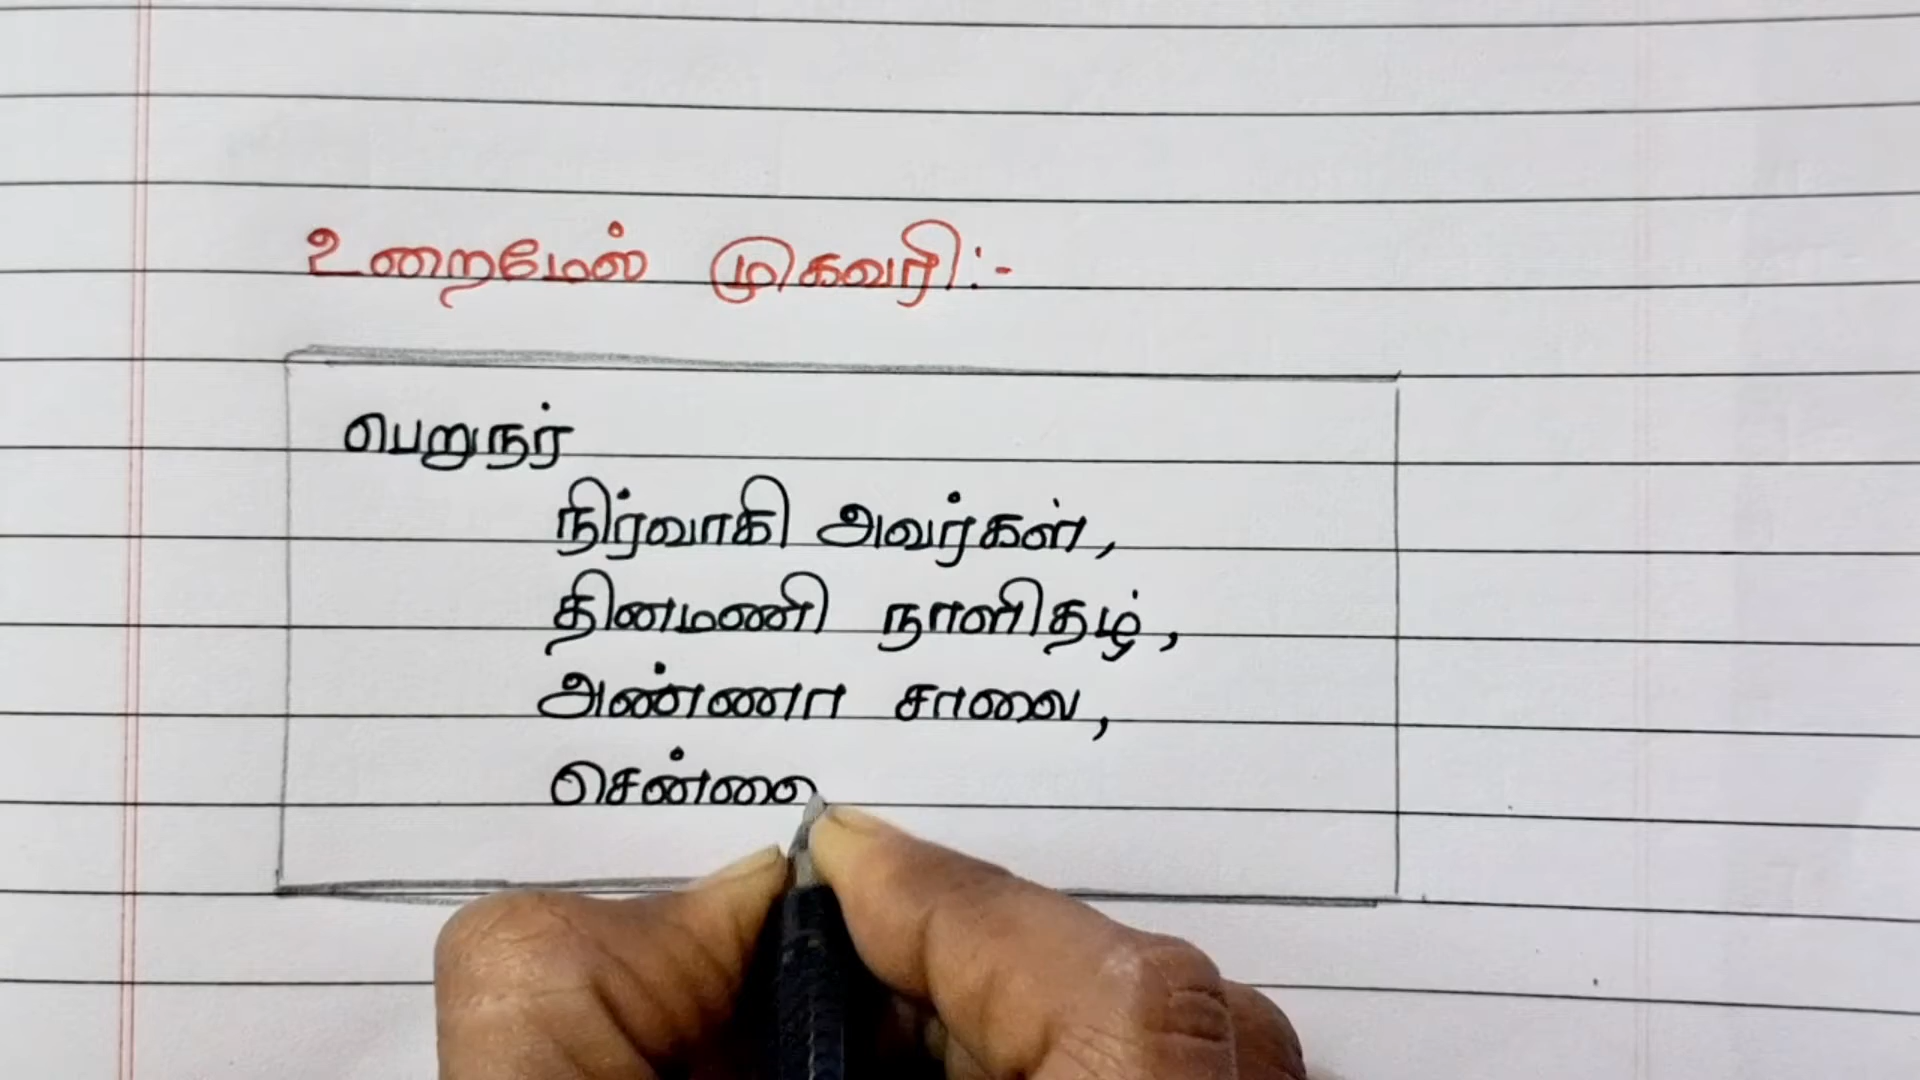 உறைமேல் முகவரி:-
பெறுநர்
நிர்வாகி அவர்கள்,
தினமணி நாளிதழ்,
அண்ணா சாலை,
சென்னை